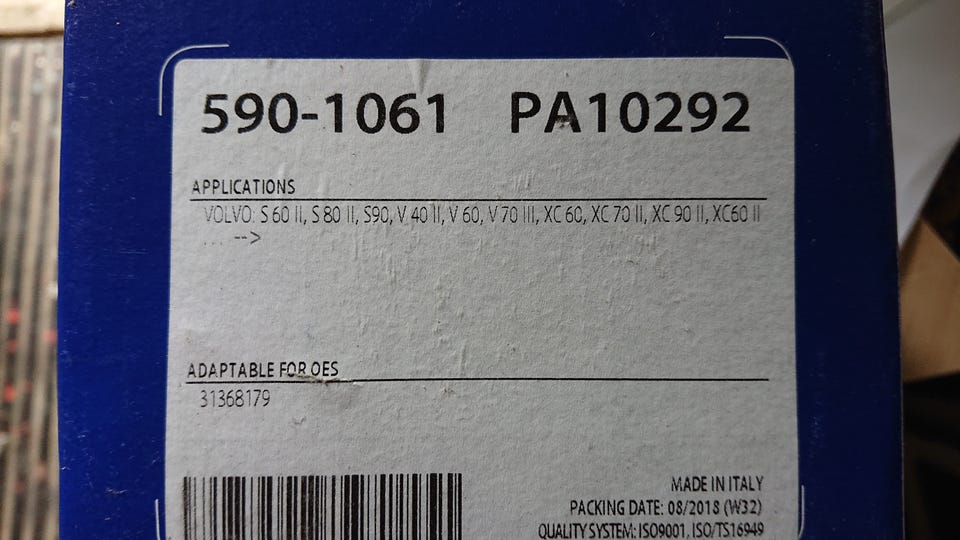 590-1061 PA10292
APPLICATIONS
VOLVO: S 60 II, S 80 II, S90, V 40 II, V 60, V 70 III, XC 60, XC 70 II, XC 90 II, XC60 II
... -->
ADAPTABLE FOR OES
31368179
MADE IN ITALY
PACKING DATE: 08/2018 (W32)
QUALITY SYSTEM: ISO9001, ISO/TS16949